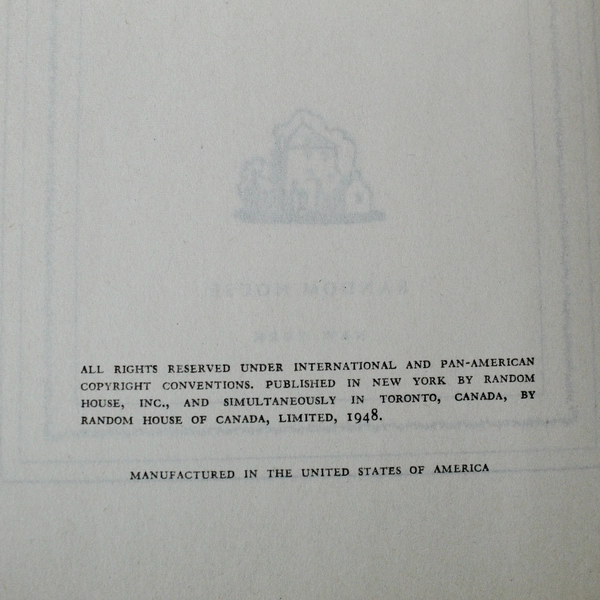 ALL RIGHTS RESERVED UNDER INTERNATIONAL AND PAN-AMERICAN
COPYRIGHT CONVENTIONS. PUBLISHED IN NEW YORK BY RANDOM
HOUSE, INC., AND SIMULTANEOUSLY IN TORONTO, CANADA, BY
RANDOM HOUSE OF CANADA, LIMITED, 1948.
MANUFACTURED IN THE UNITED STATES OF AMERICA